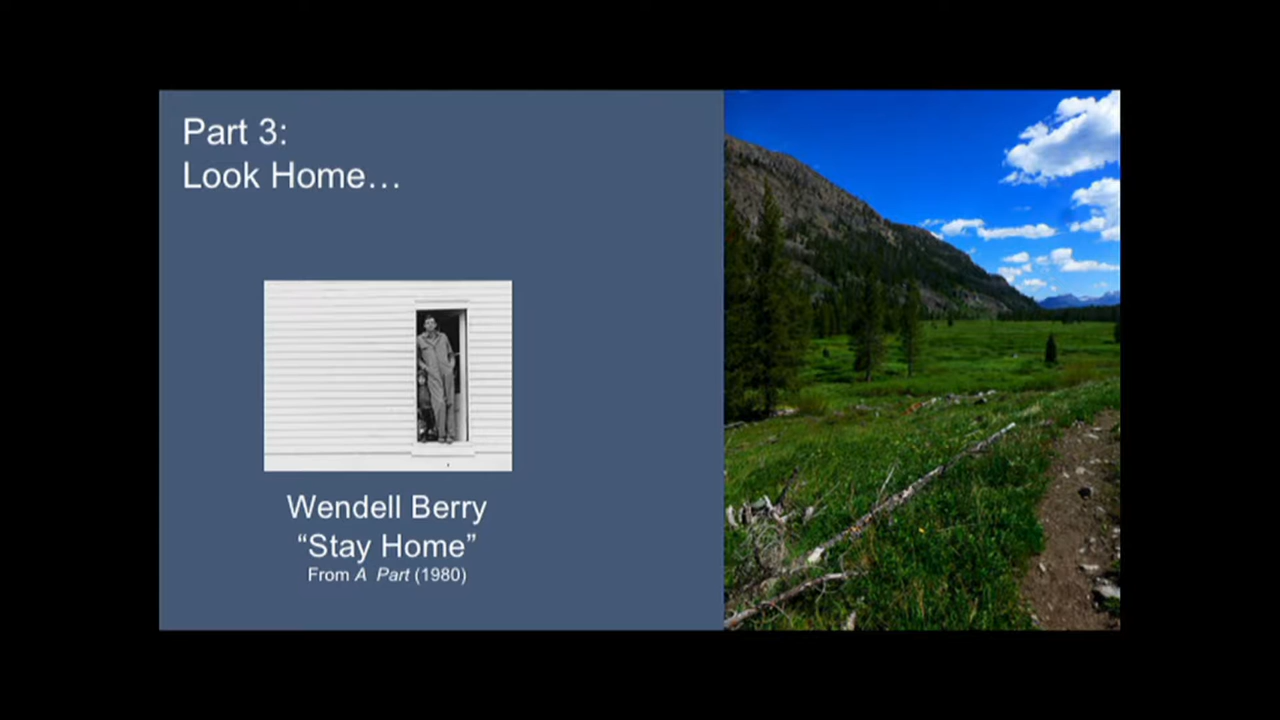 Part 3:
Look Home…
Wendell Berry
“Stay Home”
From A Part (1980)